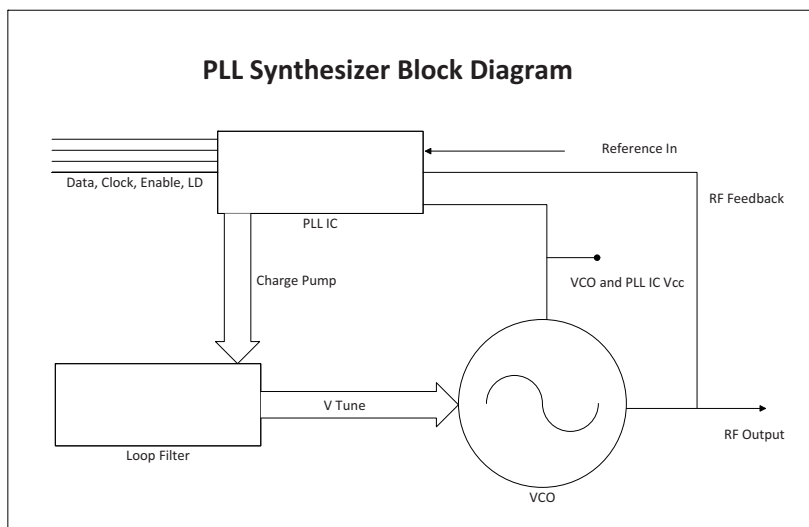 PLL Synthesizer Block Diagram
Reference In
Data, Clock, Enable, LD
RF Feedback
PLL IC
Charge Pump
VCO and PLL IC Vcc
V Tune
RF Output
Loop Filter
VCO